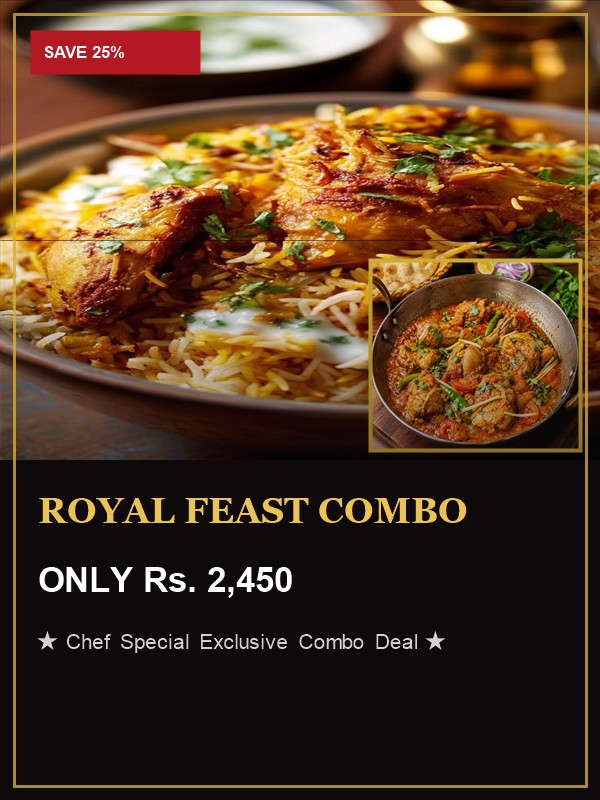 SAVE 25%
ROYAL FEAST COMBO
ONLY Rs. 2,450
★ Chef Special Exclusive Combo Deal ★